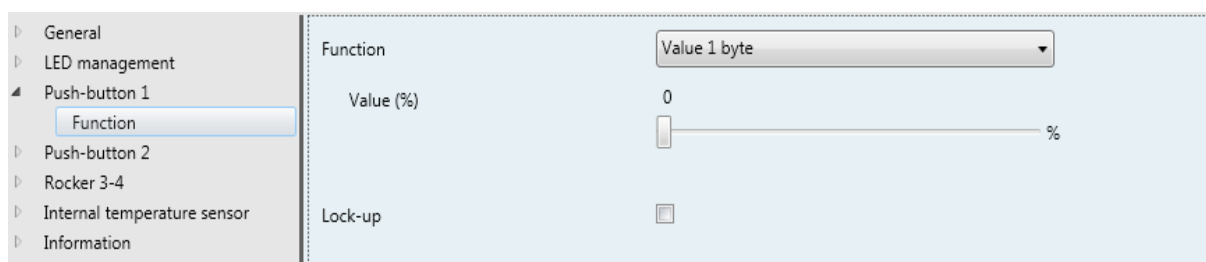 General
LED management
Push-button 1
Function
Push-button 2
Rocker 3-4
Internal temperature sensor
Information
Function
Value 1 byte
Value (%)
0
%
Lock-up